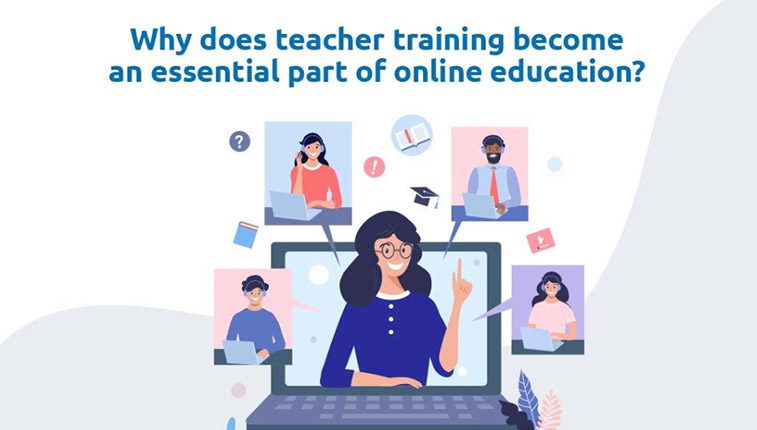 Why does teacher training become
an essential part of online education?
?
!